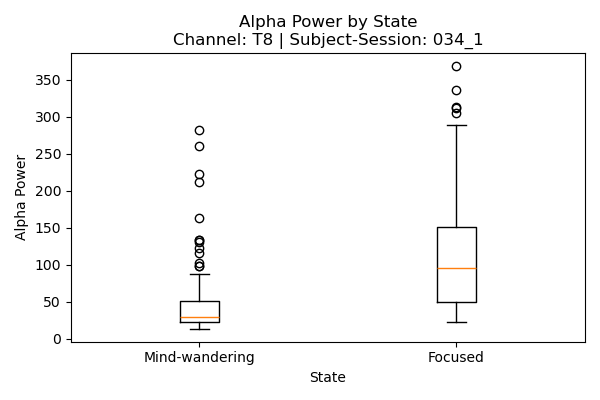 Alpha Power by State
Channel: T8 | Subject-Session: 034_1
Alpha Power
350
300
250
200
150
100
50
0
Mind-wandering
Focused
State